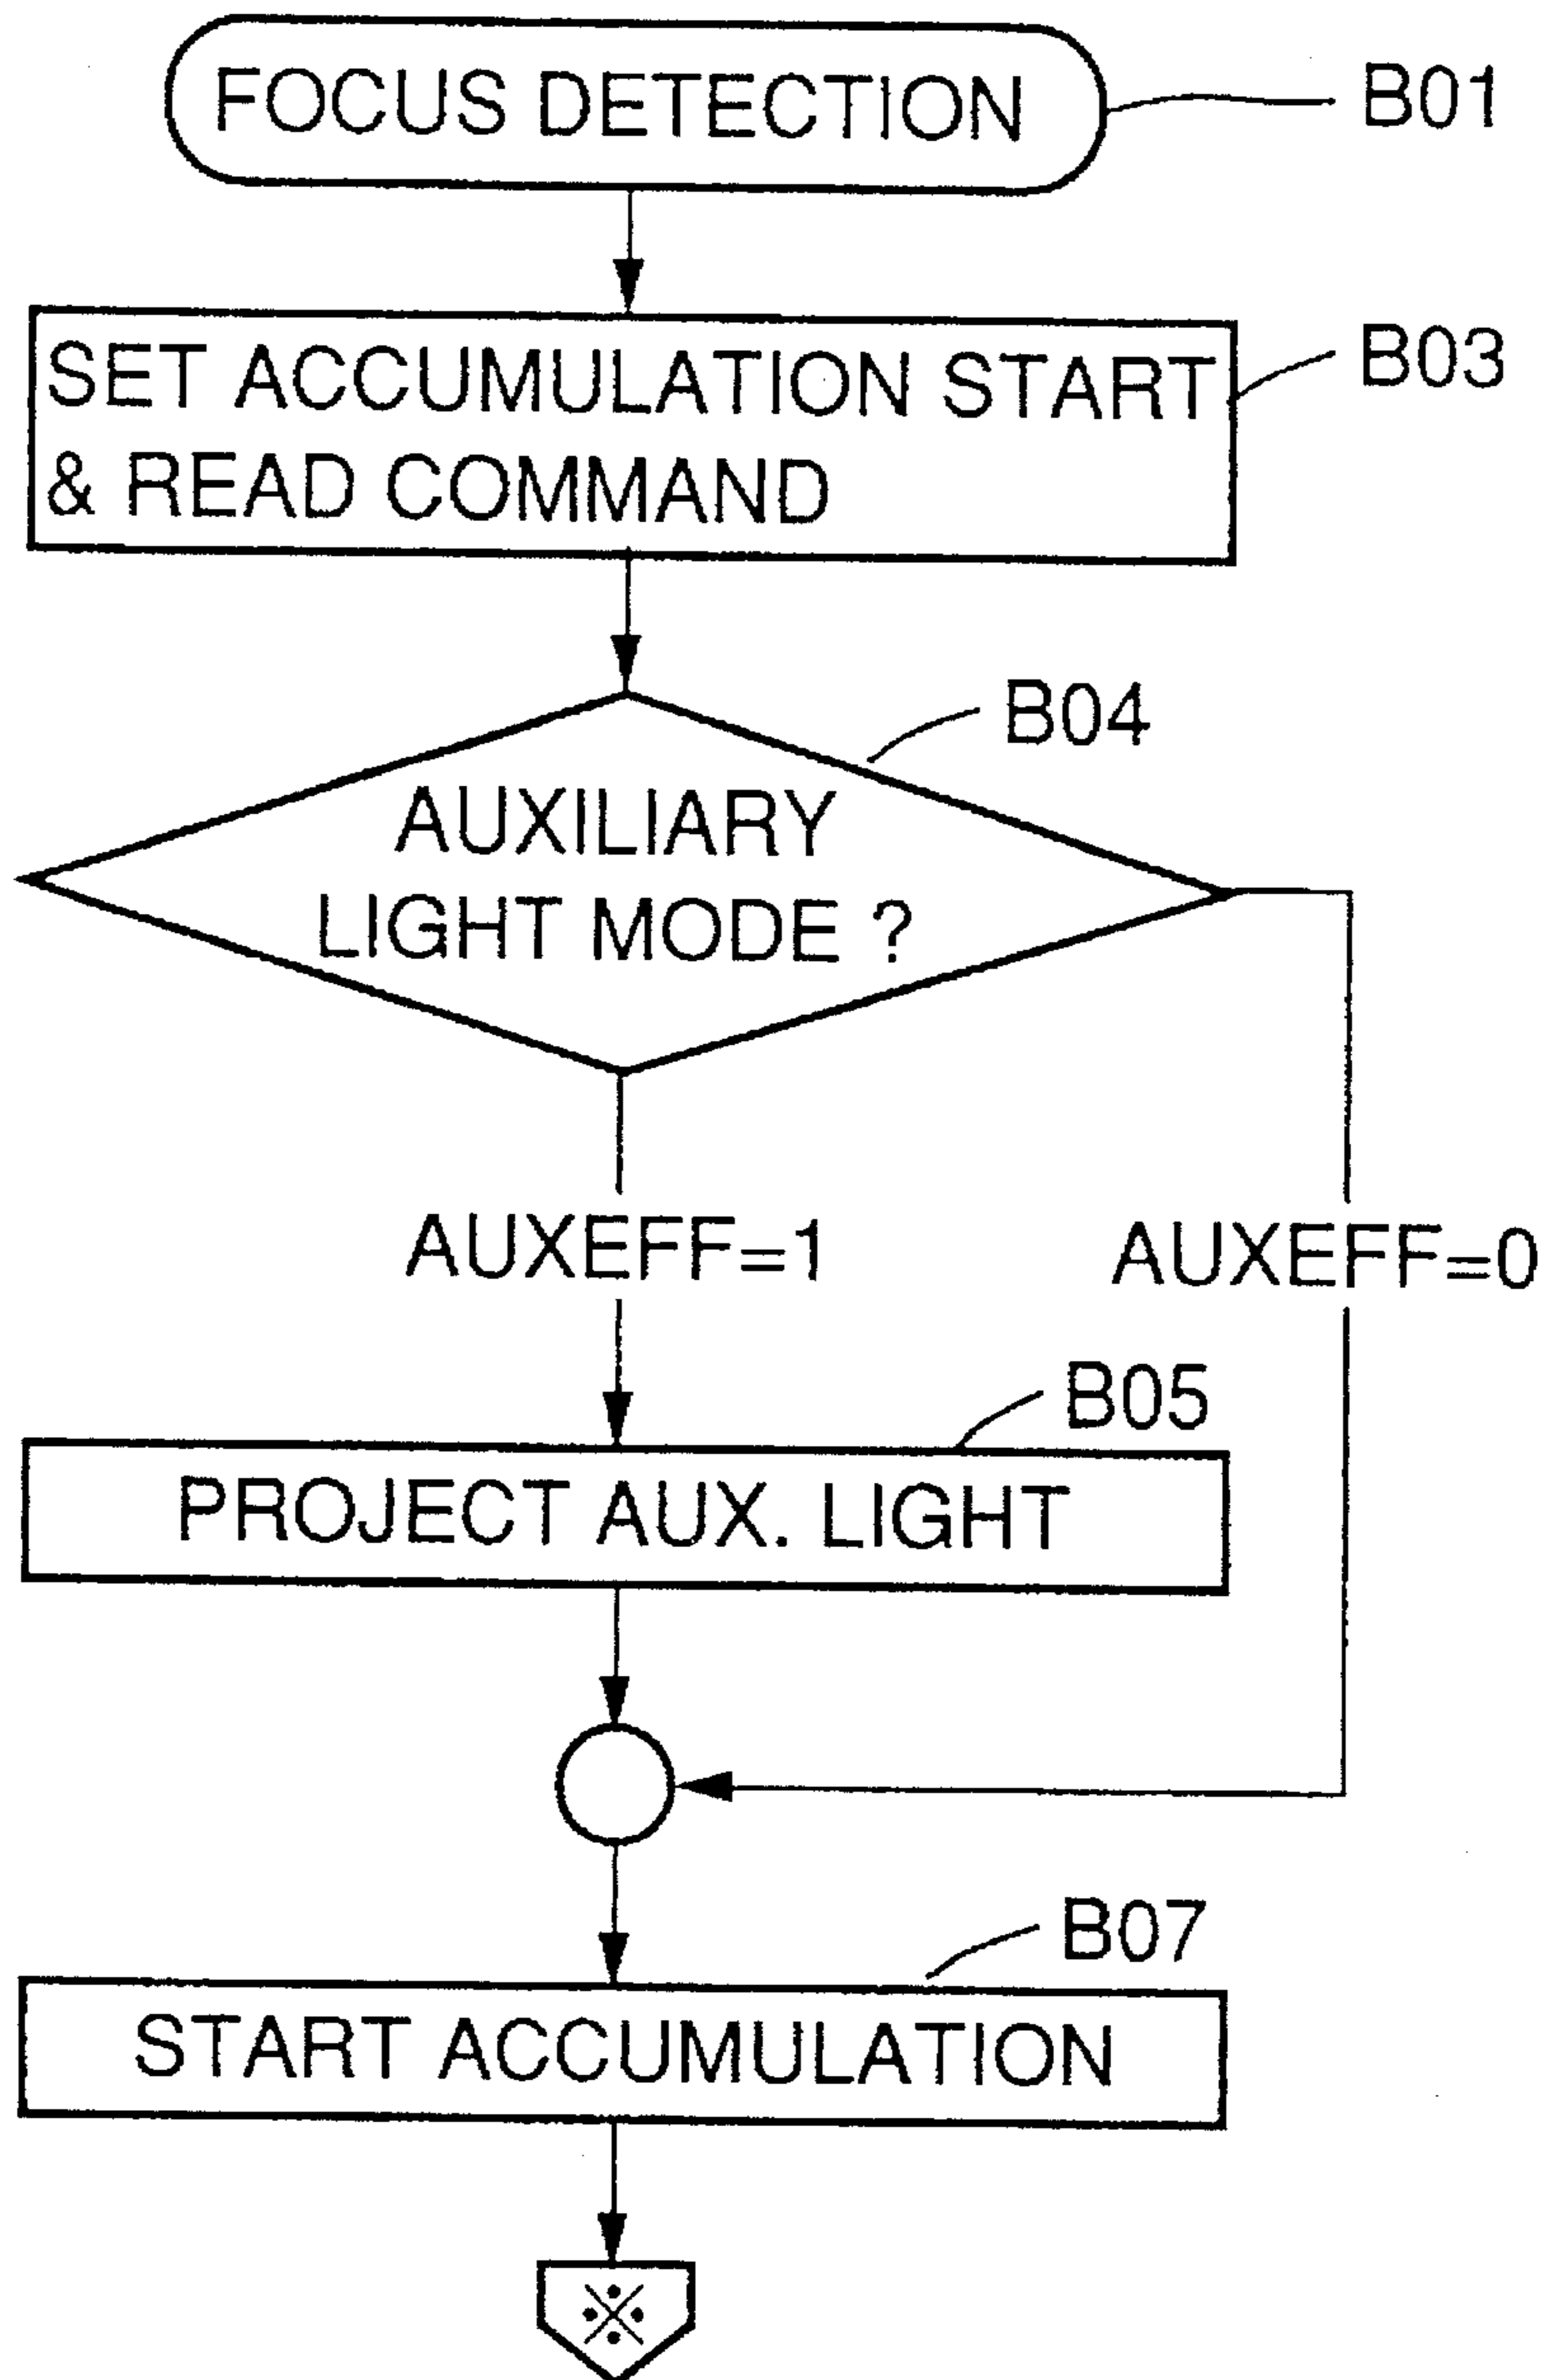 FOCUS DETECTION
B01
SET ACCUMULATION START
& READ COMMAND
B03
B04
AUXILIARY
LIGHT MODE ?
AUXEFF=1
AUXEFF=0
B05
PROJECT AUX. LIGHT
B07
START ACCUMULATION
※